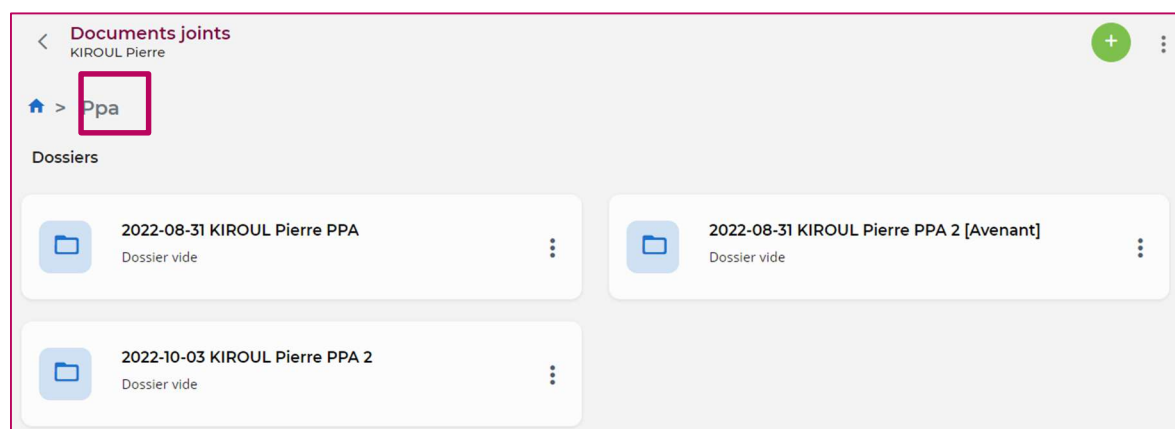 Documents joints
KIROUL Pierre
+
> Ppa
Dossiers
2022-08-31 KIROUL Pierre PPA
Dossier vide
2022-08-31 KIROUL Pierre PPA 2 [Avenant]
Dossier vide
2022-10-03 KIROUL Pierre PPA 2
Dossier vide